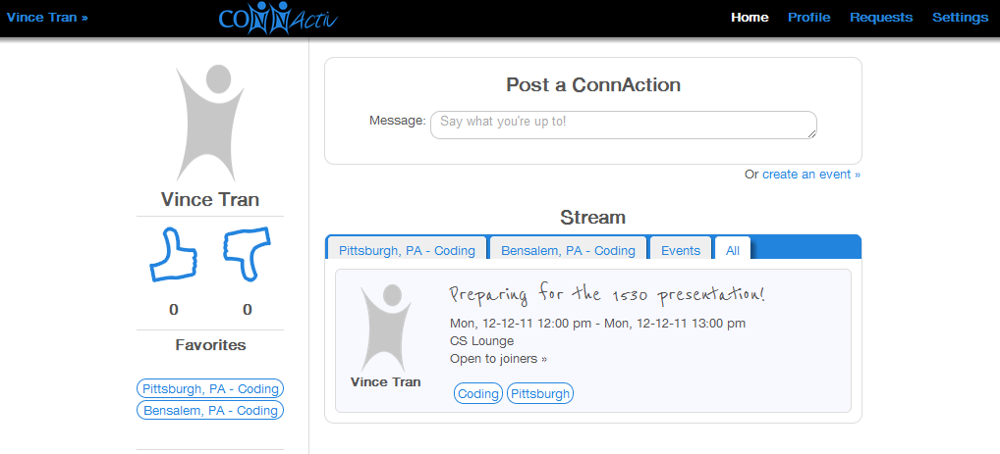 Vince Tran »
CONNActiv
Home Profile Requests Settings
Vince Tran
0 0
Favorites
Pittsburgh, PA - Coding
Bensalem, PA - Coding
Post a ConnAction
Message: Say what you're up to!
Or create an event »
Stream
Pittsburgh, PA - Coding Bensalem, PA - Coding Events All
Preparing for the 1530 presentation!
Mon, 12-12-11 12:00 pm - Mon, 12-12-11 13:00 pm
CS Lounge
Open to joiners »
Vince Tran
Coding Pittsburgh